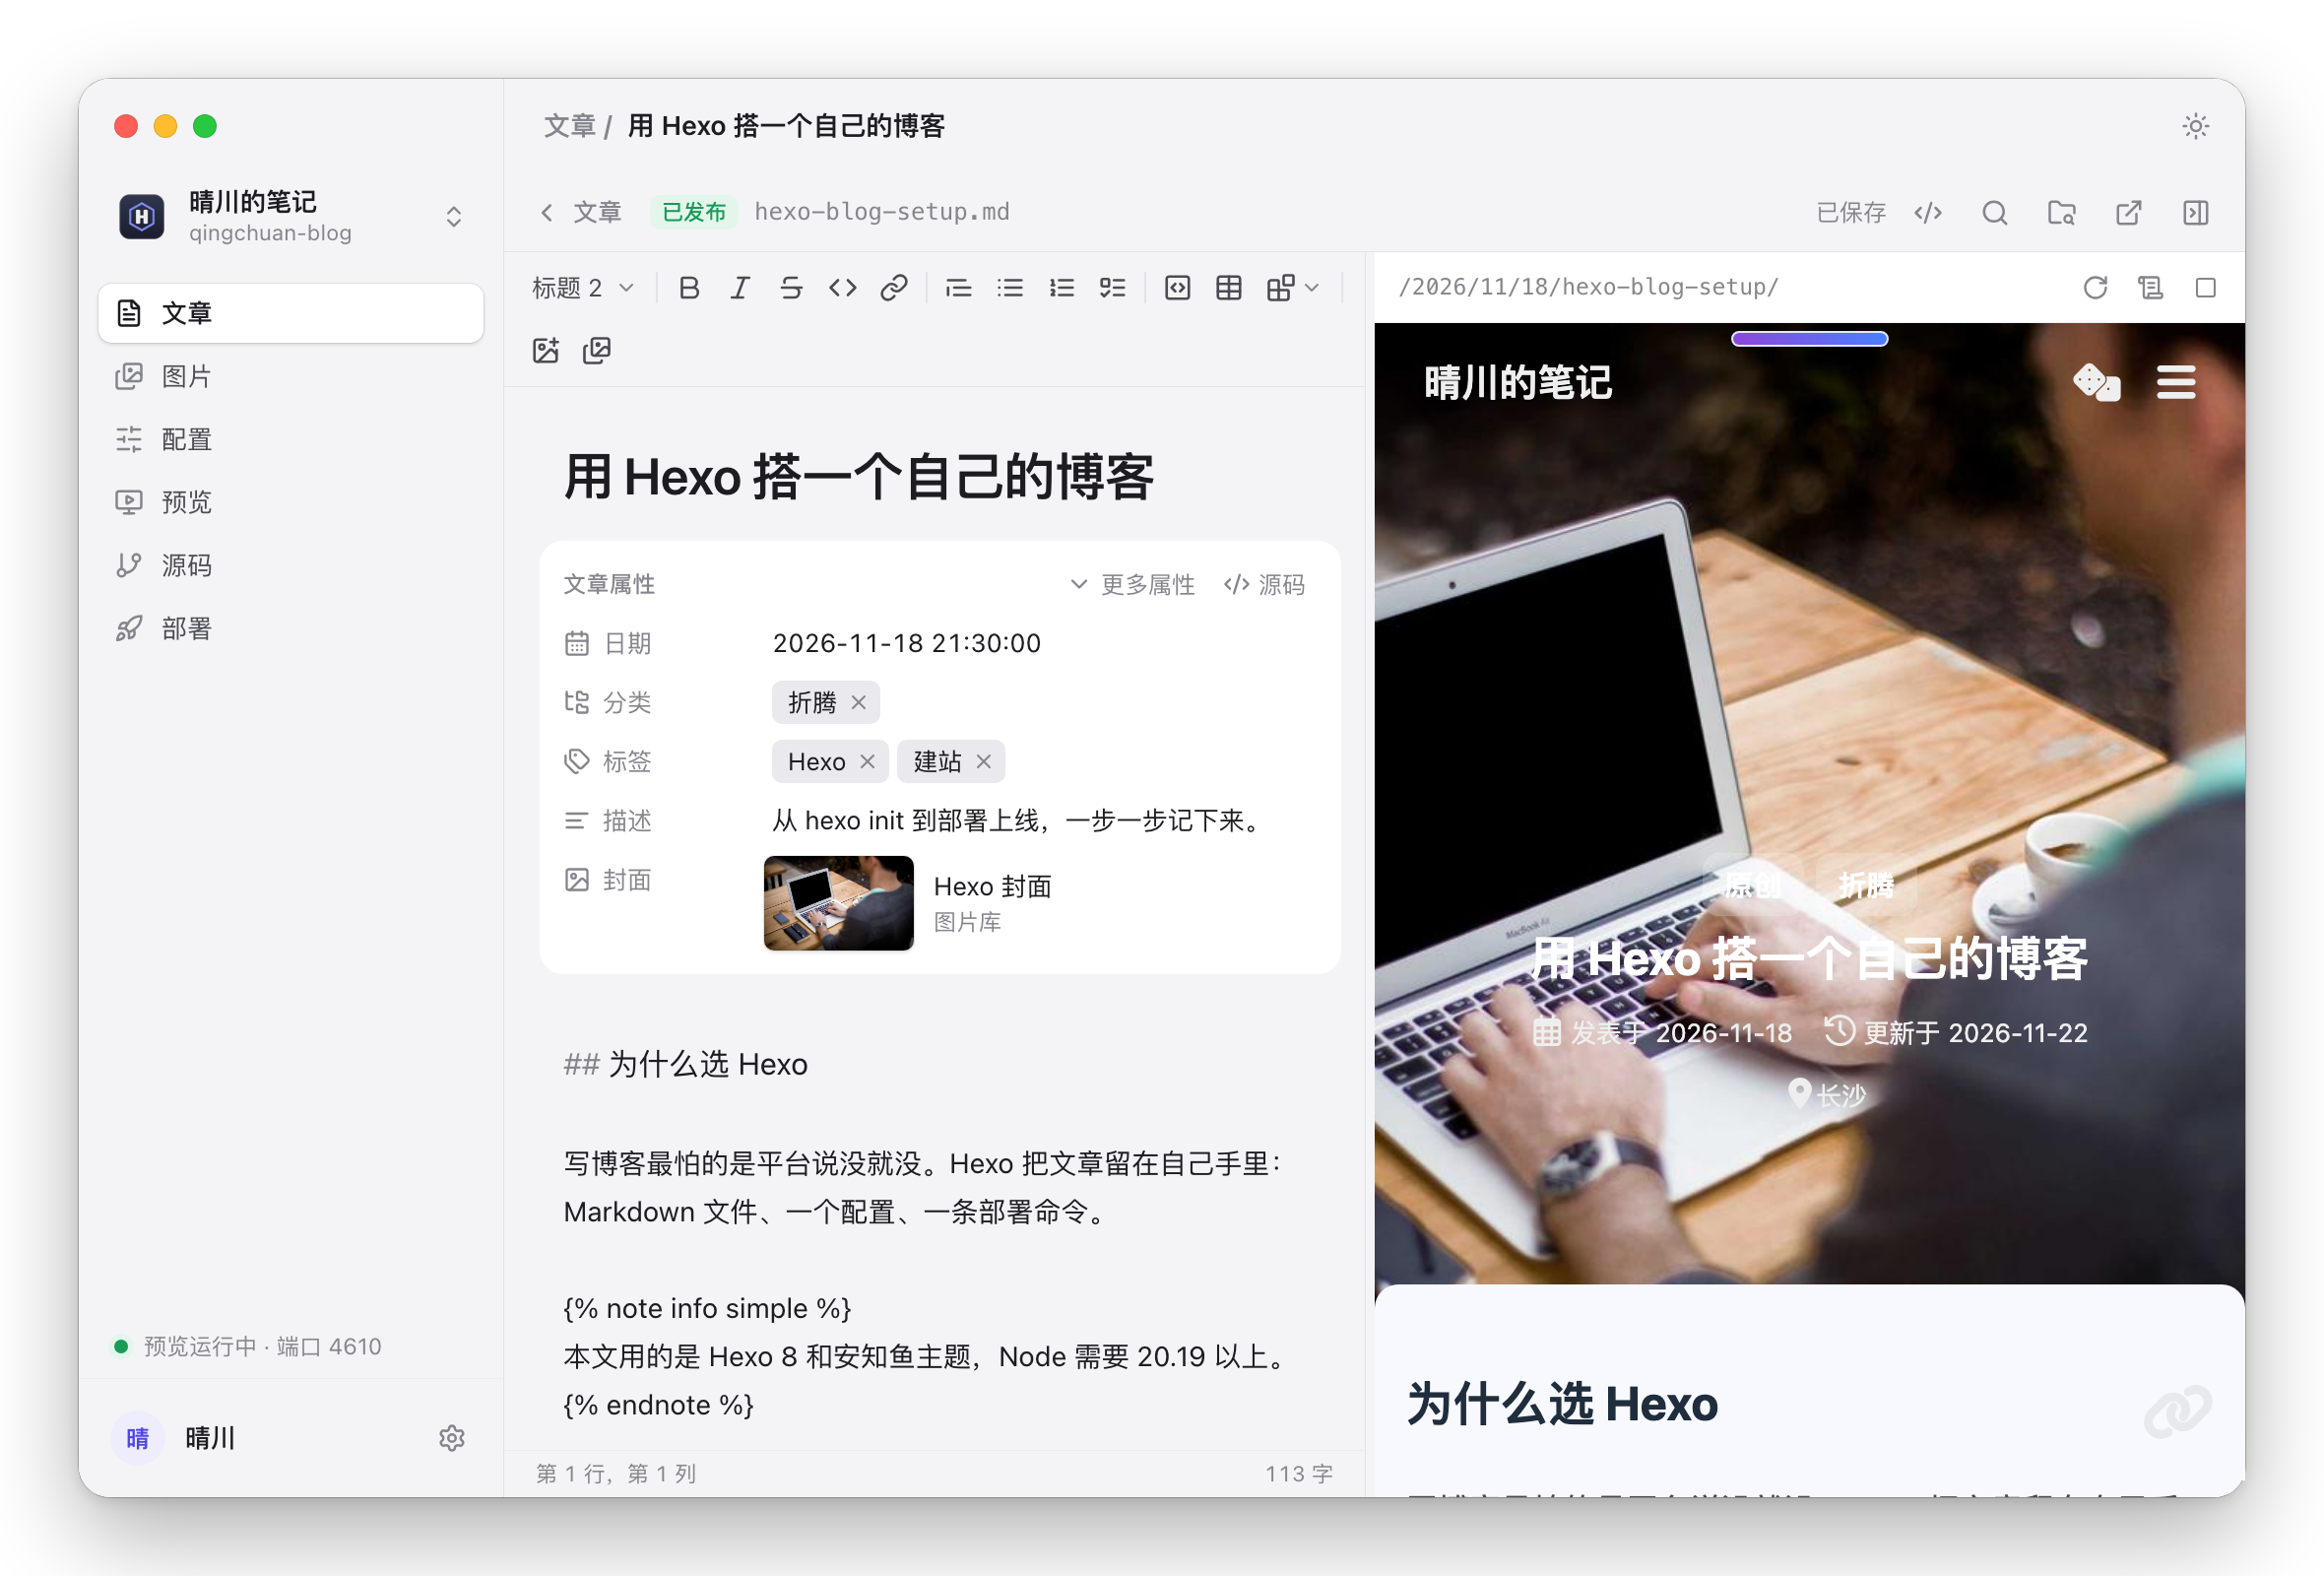 文章 / 用 Hexo 搭一个自己的博客
晴川的笔记
qingchuan-blog
文章
图片
配置
预览
源码
部署
预览运行中 · 端口 4610
晴 晴川
文章 已发布 hexo-blog-setup.md 已保存
标题 2
用 Hexo 搭一个自己的博客
文章属性 更多属性 源码
日期 2026-11-18 21:30:00
分类 折腾
标签 Hexo 建站
描述 从 hexo init 到部署上线，一步一步记下来。
封面 Hexo 封面
图片库
## 为什么选 Hexo
写博客最怕的是平台说没就没。Hexo 把文章留在自己手里：
Markdown 文件、一个配置、一条部署命令。
{% note info simple %}
本文用的是 Hexo 8 和安知鱼主题，Node 需要 20.19 以上。
{% endnote %}
第 1 行，第 1 列 113 字
/2026/11/18/hexo-blog-setup/
晴川的笔记
原创 折腾
用 Hexo 搭一个自己的博客
发表于 2026-11-18 更新于 2026-11-22
长沙
为什么选 Hexo